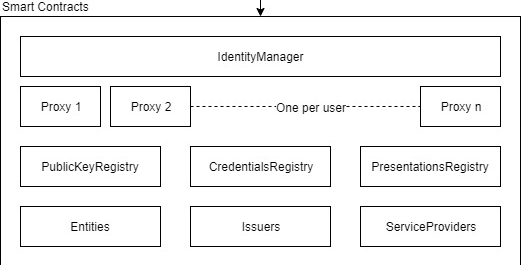 Smart Contracts
IdentityManager
Proxy 1 Proxy 2 One per user Proxy n
PublicKeyRegistry CredentialsRegistry PresentationsRegistry
Entities Issuers ServiceProviders